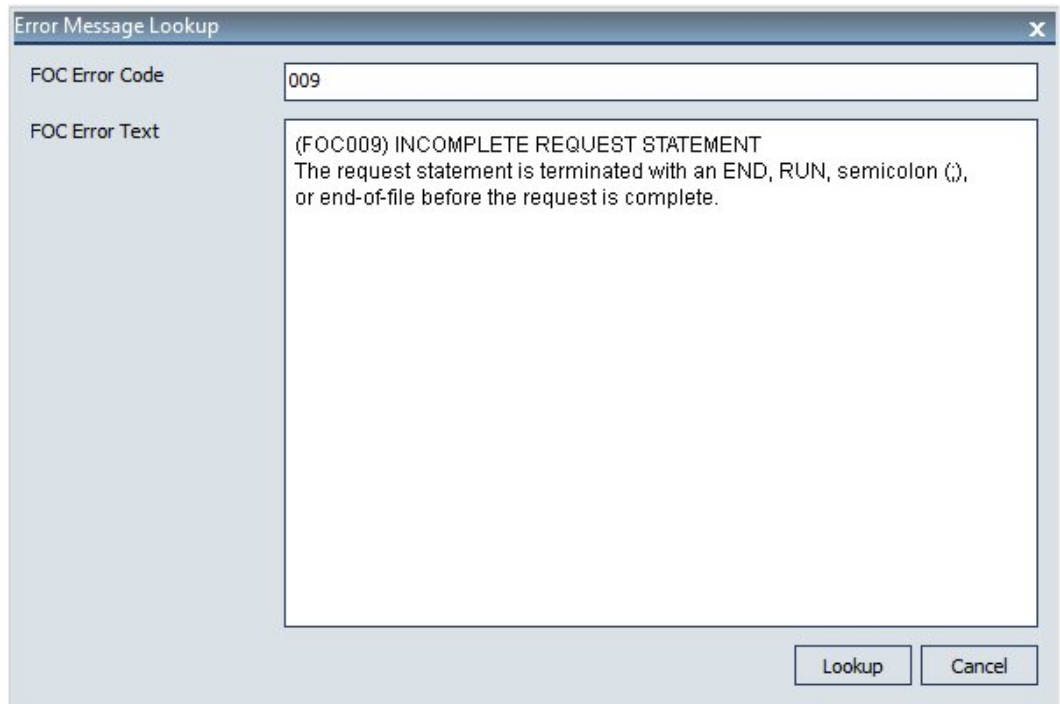 Error Message Lookup
x
FOC Error Code
009
FOC Error Text
(FOC009) INCOMPLETE REQUEST STATEMENT
The request statement is terminated with an END, RUN, semicolon (;),
or end-of-file before the request is complete.
Lookup
Cancel